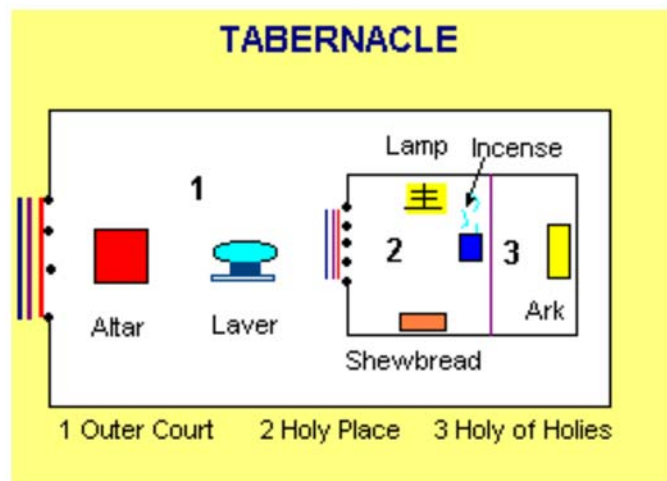 TABERNACLE
Lamp Incense
1
2 3
Altar Laver Ark
Shewbread
1 Outer Court 2 Holy Place 3 Holy of Holies